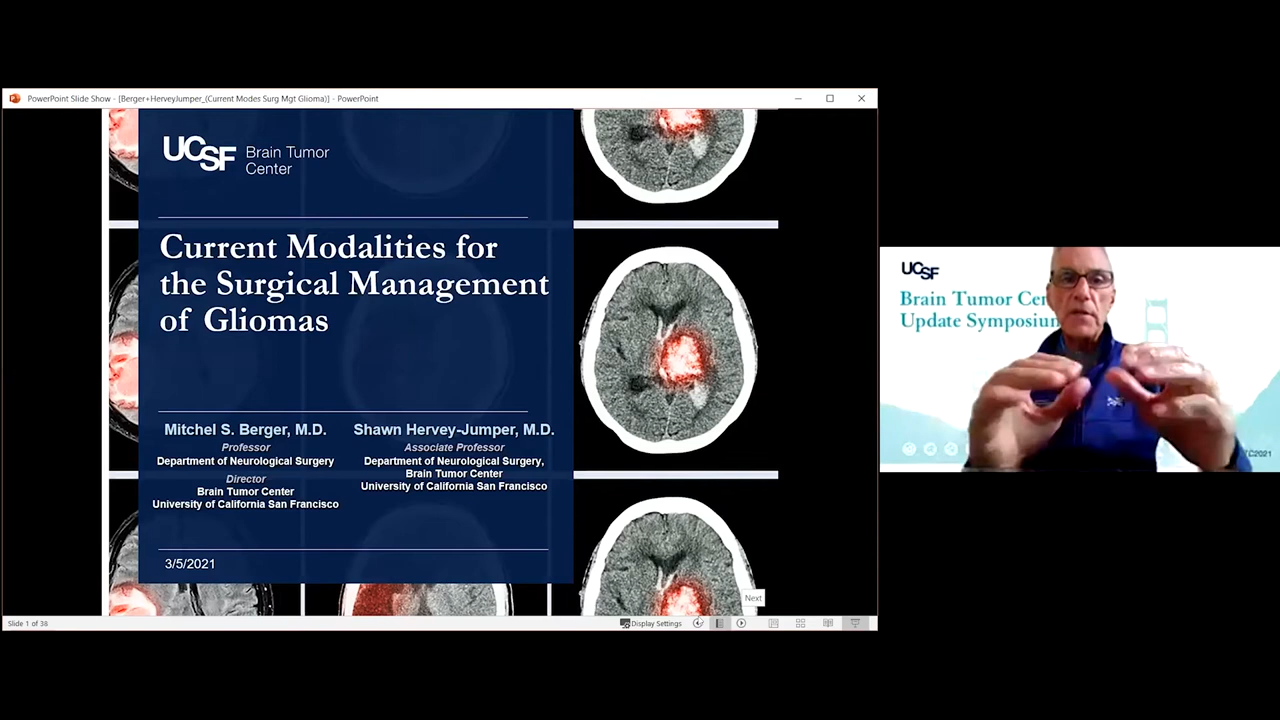 PowerPoint Slide Show - [Berger+HerveyJumper_(Current Modes Surg Mgt Glioma)] - PowerPoint
UCSF Brain Tumor
Center
Current Modalities for
the Surgical Management
of Gliomas
Mitchel S. Berger, M.D.
Professor
Department of Neurological Surgery
Director
Brain Tumor Center
University of California San Francisco
Shawn Hervey-Jumper, M.D.
Associate Professor
Department of Neurological Surgery,
Brain Tumor Center
University of California San Francisco
3/5/2021
Next
Slide 1 of 38
Display Settings
UCSF
Brain Tumor Cen
Update Symposium
TC2021